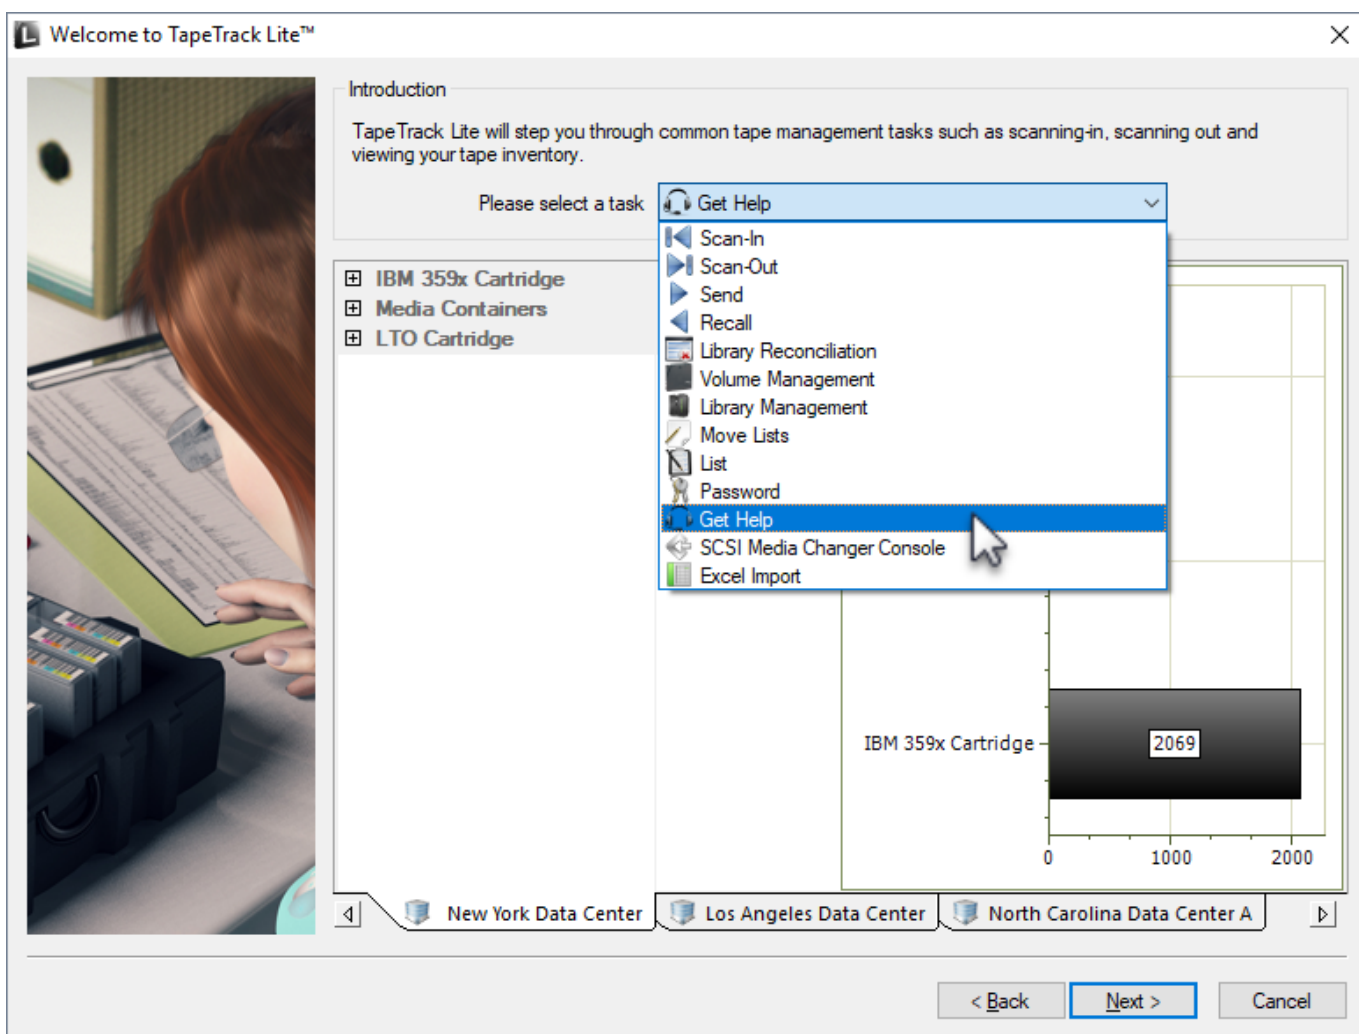 Welcome to TapeTrack Lite™
Introduction
TapeTrack Lite will step you through common tape management tasks such as scanning-in, scanning out and
viewing your tape inventory.
Please select a task
Get Help
Scan-In
Scan-Out
Send
Recall
Library Reconciliation
Volume Management
Library Management
Move Lists
List
Password
Get Help
SCSI Media Changer Console
Excel Import
IBM 359x Cartridge
Media Containers
LTO Cartridge
IBM 359x Cartridge
2069
0 1000 2000
New York Data Center
Los Angeles Data Center
North Carolina Data Center A
< Back
Next >
Cancel